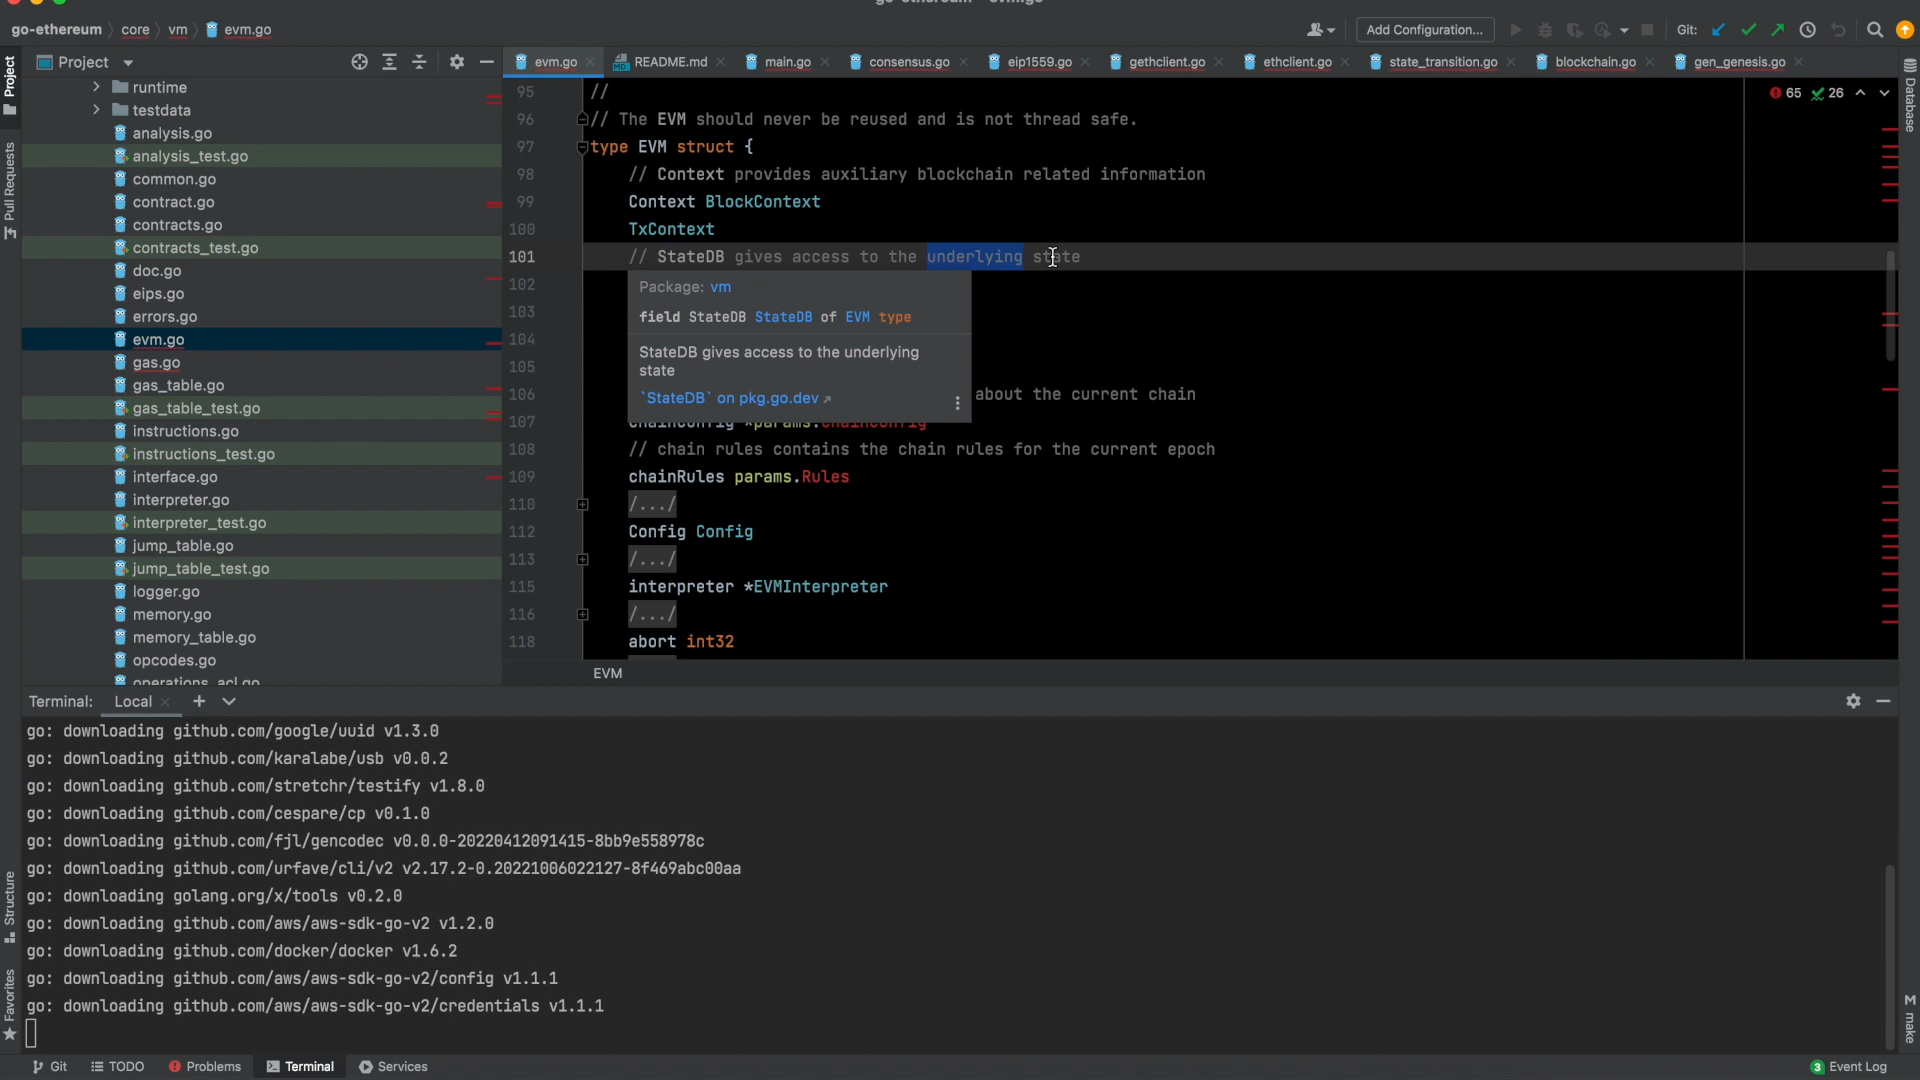 go-ethereum core vm evm.go
Add Configuration...
Git:
Project
Project
Pull Requests
Structure
Favorites
evm.go
README.md
main.go
consensus.go
eip1559.go
gethclient.go
ethclient.go
state_transition.go
blockchain.go
gen_genesis.go
Database
make
runtime
testdata
analysis.go
analysis_test.go
common.go
contract.go
contracts.go
contracts_test.go
doc.go
eips.go
errors.go
evm.go
gas.go
gas_table.go
gas_table_test.go
instructions.go
instructions_test.go
interface.go
interpreter.go
interpreter_test.go
jump_table.go
jump_table_test.go
logger.go
memory.go
memory_table.go
opcodes.go
operations_acl.go
65 26
95 //
96 // The EVM should never be reused and is not thread safe.
97 type EVM struct {
98 // Context provides auxiliary blockchain related information
99 Context BlockContext
100 TxContext
101 // StateDB gives access to the underlying state
102
103
104
105
106 about the current chain
107 chainConfig *params.ChainConfig
108 // chain rules contains the chain rules for the current epoch
109 chainRules params.Rules
110 /.../
112 Config Config
113 /.../
115 interpreter *EVMInterpreter
116 /.../
118 abort int32
Package: vm
field StateDB StateDB of EVM type
StateDB gives access to the underlying
state
`StateDB` on pkg.go.dev
EVM
Terminal: Local
go: downloading github.com/google/uuid v1.3.0
go: downloading github.com/karalabe/usb v0.0.2
go: downloading github.com/stretchr/testify v1.8.0
go: downloading github.com/cespare/cp v0.1.0
go: downloading github.com/fjl/gencodec v0.0.0-20220412091415-8bb9e558978c
go: downloading github.com/urfave/cli/v2 v2.17.2-0.20221006022127-8f469abc00aa
go: downloading golang.org/x/tools v0.2.0
go: downloading github.com/aws/aws-sdk-go-v2 v1.2.0
go: downloading github.com/docker/docker v1.6.2
go: downloading github.com/aws/aws-sdk-go-v2/config v1.1.1
go: downloading github.com/aws/aws-sdk-go-v2/credentials v1.1.1
Git
TODO
Problems
Terminal
Services
3 Event Log